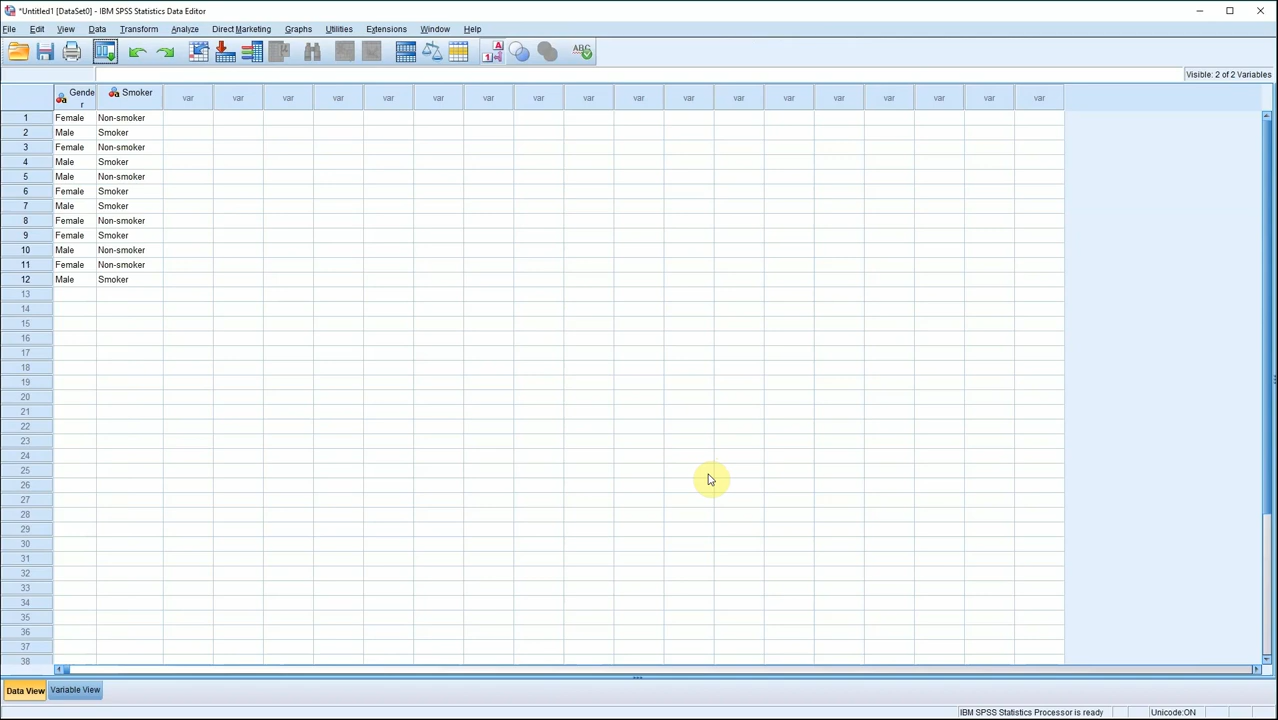 *Untitled1 [DataSet0] - IBM SPSS Statistics Data Editor
File Edit View Data Transform Analyze Direct Marketing Graphs Utilities Extensions Window Help
Visible: 2 of 2 Variables
Gender Smoker var var var var var var var var var var var var var var var var var var
1 Female Non-smoker
2 Male Smoker
3 Female Non-smoker
4 Male Smoker
5 Male Non-smoker
6 Female Smoker
7 Male Smoker
8 Female Non-smoker
9 Female Smoker
10 Male Non-smoker
11 Female Non-smoker
12 Male Smoker
13
14
15
16
17
18
19
20
21
22
23
24
25
26
27
28
29
30
31
32
33
34
35
36
37
38
Data View Variable View
IBM SPSS Statistics Processor is ready Unicode:ON